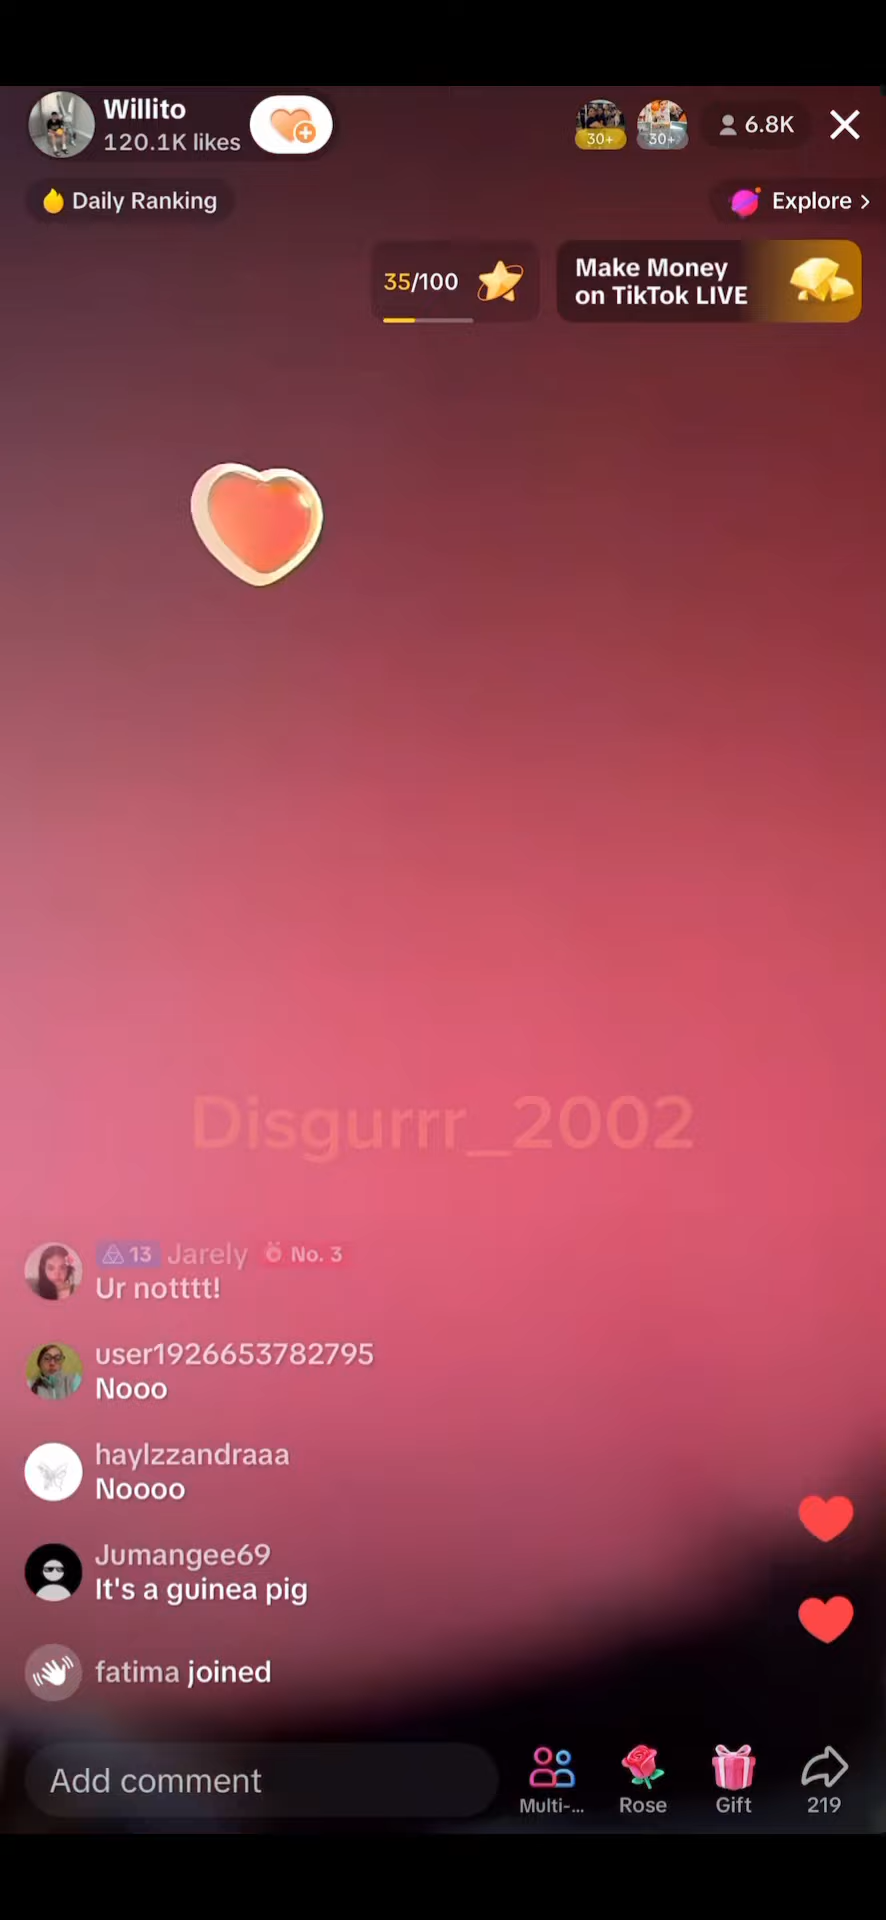 Willito
120.1K likes
30+
30+
6.8K
Daily Ranking
Explore
35/100
Make Money
on TikTok LIVE
Disgurrr_2002
13 Jarely No. 3
Ur notttt!
user1926653782795
Nooo
haylzzandraaa
Noooo
Jumangee69
It's a guinea pig
fatima joined
Add comment
Multi-...
Rose
Gift
219